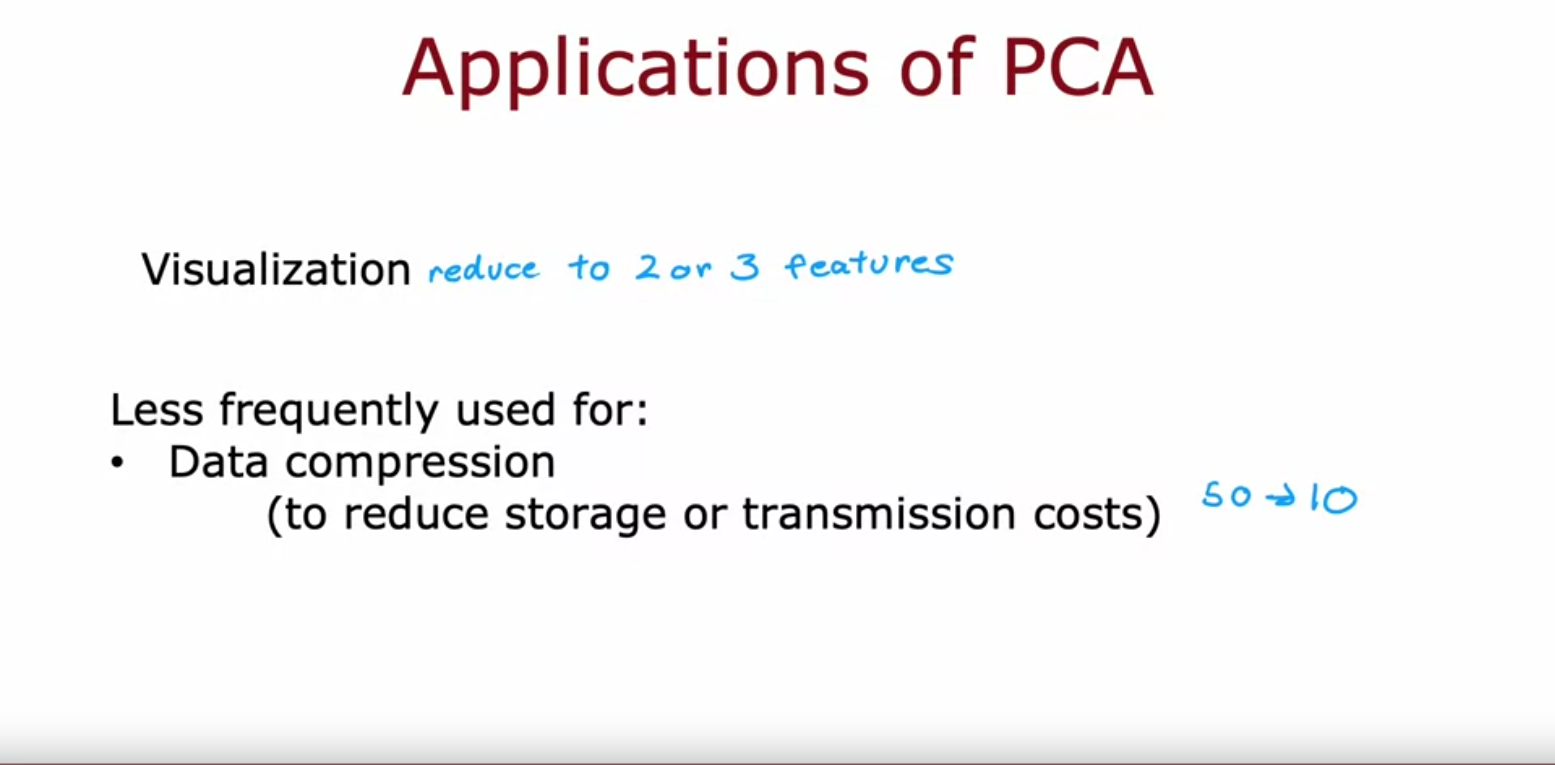 Applications of PCA
Visualization reduce to 2 or 3 features
Less frequently used for:
• Data compression
(to reduce storage or transmission costs) 50→10